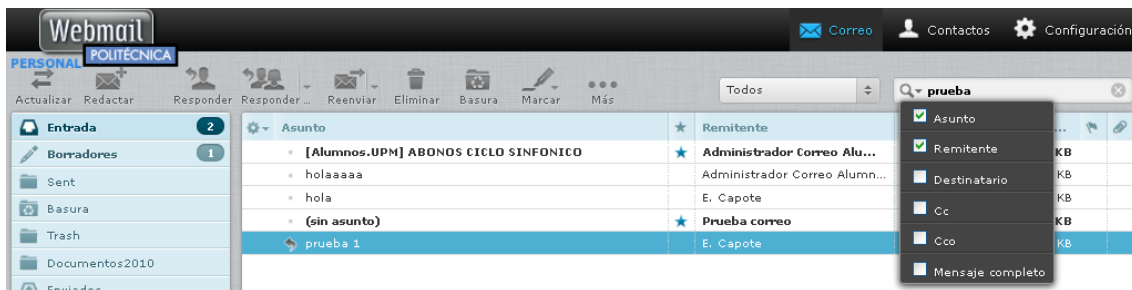 Webmail
POLITÉCNICA
PERSONAL
Correo Contactos Configuración
Actualizar Redactar Responder Responder ... Reenviar Eliminar Basura Marcar Más
Todos
prueba
Entrada 2
Borradores 1
Sent
Basura
Trash
Documentos2010
Enviados
Asunto Remitente ...
[Alumnos.UPM] ABONOS CICLO SINFONICO Administrador Correo Alu... KB
holaaaaa Administrador Correo Alumn... KB
hola E. Capote KB
(sin asunto) Prueba correo KB
prueba 1 E. Capote KB
Asunto
Remitente
Destinatario
Cc
Cco
Mensaje completo